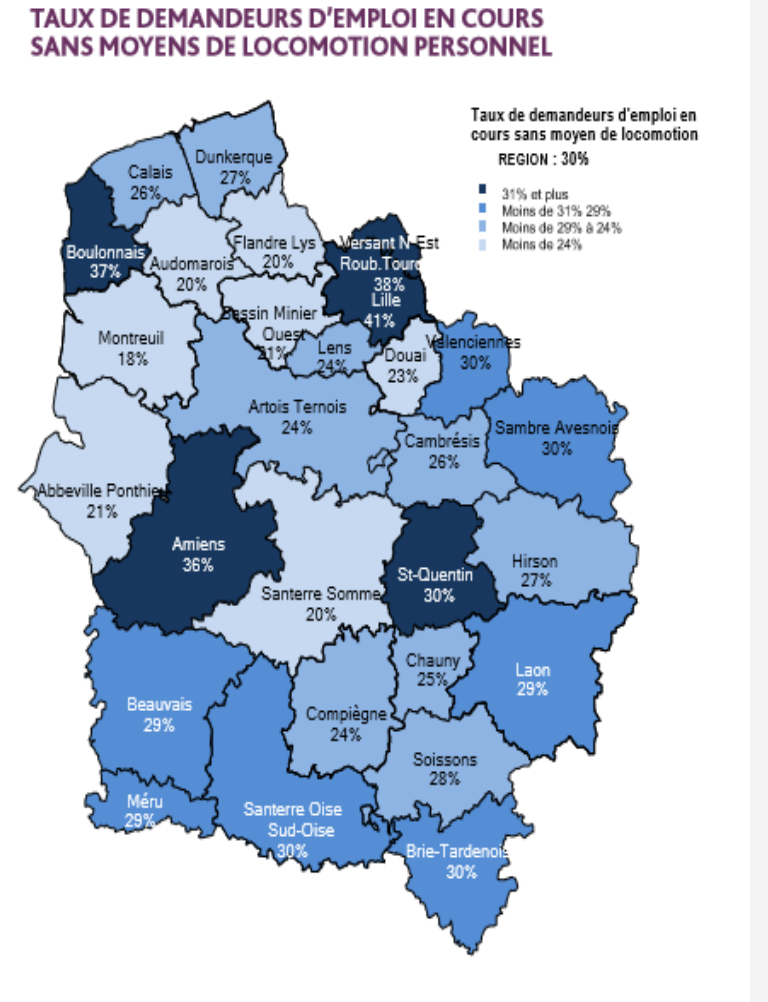 TAUX DE DEMANDEURS D'EMPLOI EN COURS
SANS MOYENS DE LOCOMOTION PERSONNEL
Taux de demandeurs d'emploi en
cours sans moyen de locomotion
REGION : 30%
31% et plus
Moins de 31% 29%
Moins de 29% à 24%
Moins de 24%
Dunkerque
27%
Calais
26%
Boulonnais
37%
Audomarois
20%
Flandre Lys
20%
Versant N Est
Roub.Tourc
38%
Lille
41%
Bassin Minier
Ouest
21%
Montreuil
18%
Lens
24%
Douai
23%
Valenciennes
30%
Artois Ternois
24%
Cambrésis
26%
Sambre Avesnois
30%
Abbeville Ponthieu
21%
Amiens
36%
Santerre Somme
20%
St-Quentin
30%
Hirson
27%
Chauny
25%
Laon
29%
Beauvais
29%
Compiègne
24%
Soissons
28%
Méru
29%
Santerre Oise
Sud-Oise
30%
Brie-Tardenois
30%